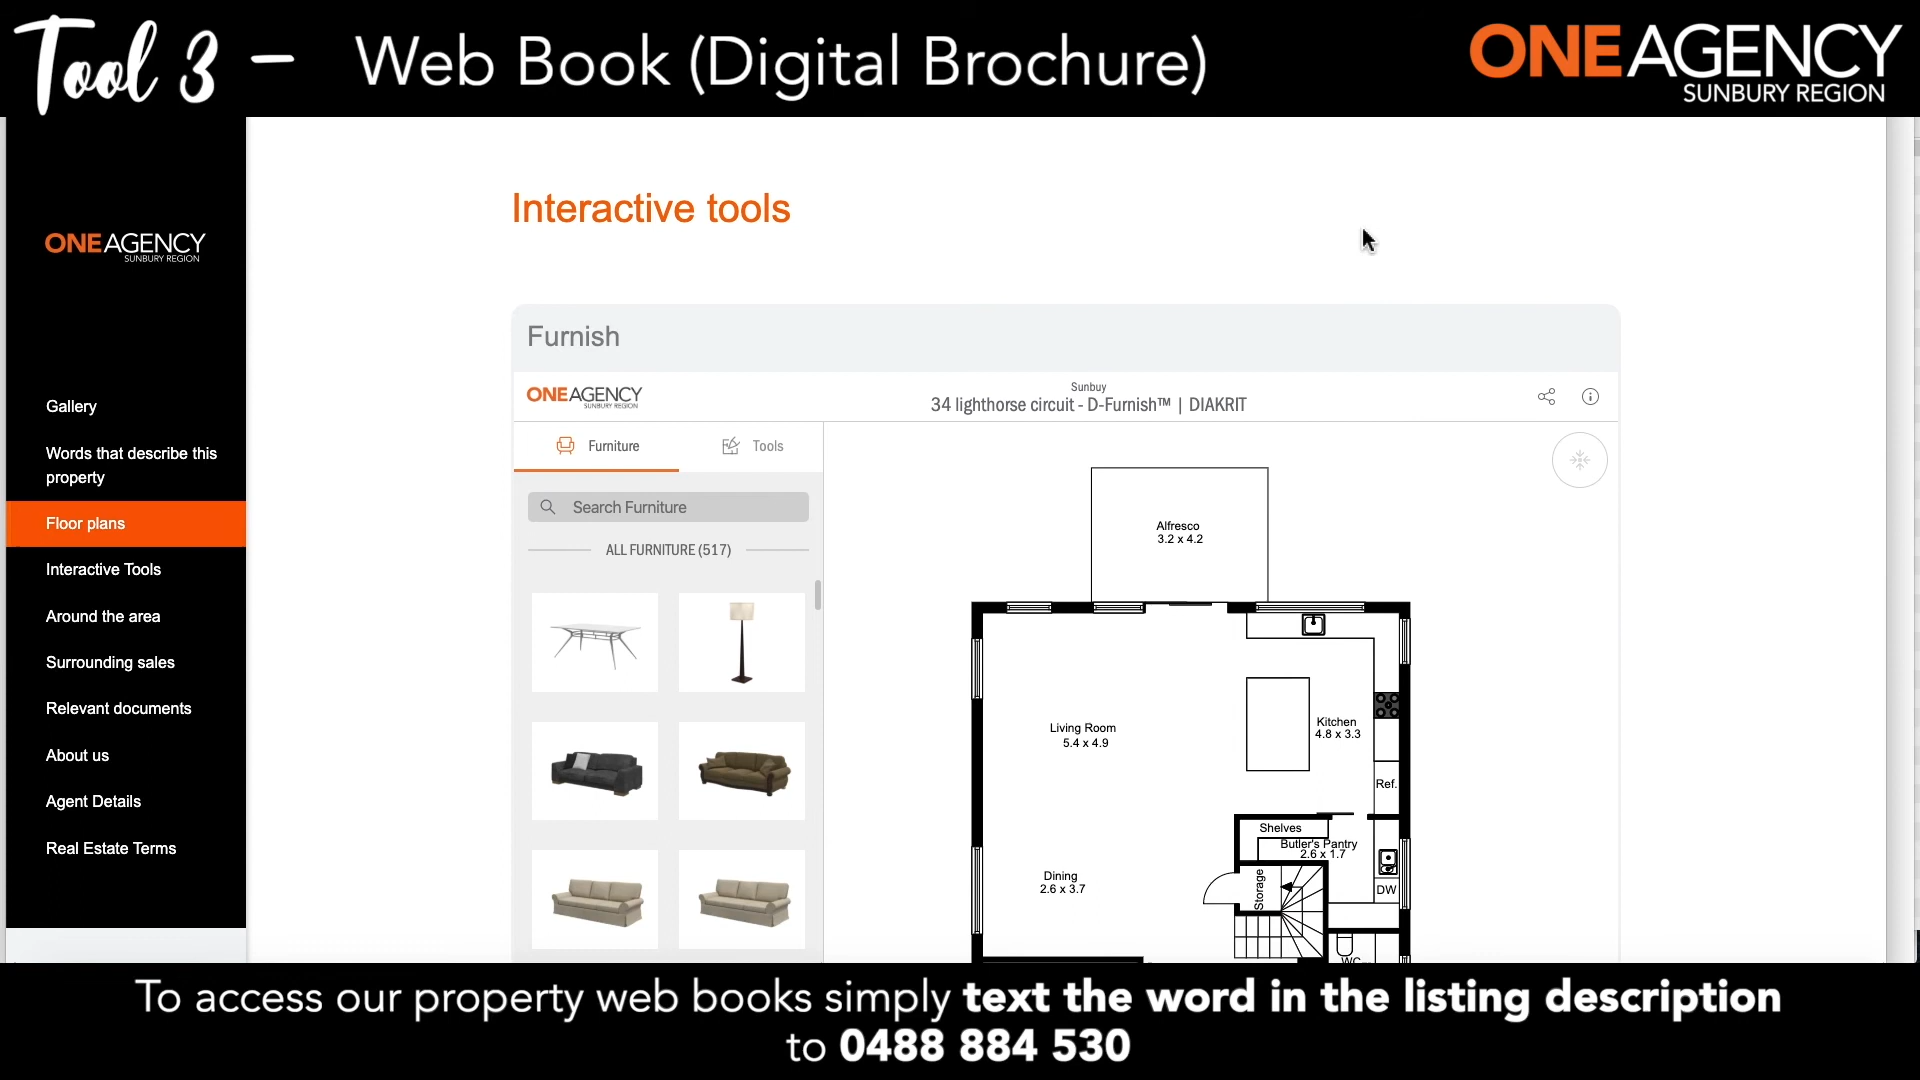 Tool 3 - Web Book (Digital Brochure)
ONEAGENCY
SUNBURY REGION
ONEAGENCY
SUNBURY REGION
Gallery
Words that describe this
property
Floor plans
Interactive Tools
Around the area
Surrounding sales
Relevant documents
About us
Agent Details
Real Estate Terms
Interactive tools
Furnish
ONEAGENCY
SUNBURY REGION
Sunbuy
34 lighthorse circuit - D-Furnish™ | DIAKRIT
Furniture
Tools
Search Furniture
ALL FURNITURE (517)
Alfresco
3.2 x 4.2
Living Room
5.4 x 4.9
Kitchen
4.8 x 3.3
Ref.
Shelves
Butler's Pantry
2.6 x 1.7
Dining
2.6 x 3.7
Storage
DW
WC
To access our property web books simply text the word in the listing description
to 0488 884 530